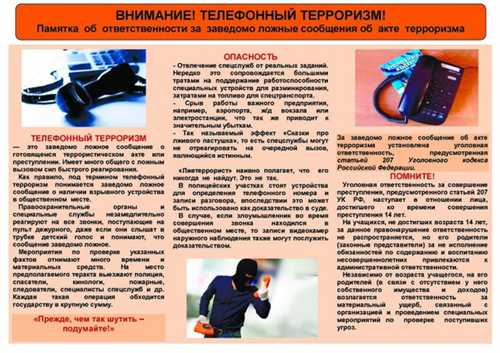 ВНИМАНИЕ! ТЕЛЕФОННЫЙ ТЕРРОРИЗМ!
Памятка об ответственности за заведомо ложные сообщения об акте терроризма
ТЕЛЕФОННЫЙ ТЕРРОРИЗМ
— это заведомо ложное сообщение о
готовящемся террористическом акте или
преступлении. Имеет много общего с ложным
вызовом сил быстрого реагирования.
Как правило, под термином телефонный
терроризм понимается заведомо ложное
сообщение о наличии взрывного устройства
в общественном месте.
Правоохранительные органы и
специальные службы незамедлительно
реагируют на все звонки, поступающие на
пульт дежурного, даже если они слышат в
трубке детский голос и понимают, что
сообщение заведомо ложное.
Мероприятия по проверке указанных
фактов отнимают много времени и
материальных средств. На место
предполагаемого теракта выезжают полиция,
спасатели, кинологи, пожарные,
следователи, специалисты спецслужб и др.
Каждая такая операция обходится
государству в крупную сумму.
«Прежде, чем так шутить –
подумайте!»
ОПАСНОСТЬ
- Отвлечение спецслужб от реальных заданий.
Нередко это сопровождается большими
тратами на поддержание работоспособности
специальных устройств для разминирования,
затратами на топливо для спецтранспорта.
- Срыв работы важного предприятия,
например, аэропорта, ж/д вокзала или
электростанции, что так же приводит к
значительным убыткам.
- Так называемый эффект «Сказки про
лживого пастушка», то есть спецслужбы могут
не отреагировать на очередной вызов,
являющийся истинным.
«Лжетеррорист» наивно полагает, что его
никогда не найдут. Это не так.
В полицейских участках стоят устройства
для определения телефонного номера и
записи разговора, впоследствии это может
быть использовано как доказательство в суде.
В случае, если злоумышленник во время
совершения звонка находится в
общественном месте, то записи видеокамер
наружного наблюдения также могут послужить
доказательством.
За заведомо ложное сообщение об акте
терроризма установлена уголовная
ответственность, предусмотренная
статьей 207 Уголовного кодекса
Российской Федерации.
ПОМНИТЕ!
Уголовная ответственность за совершение
преступления, предусмотренного статьей 207
УК РФ, наступает в отношении лица,
достигшего ко времени совершения
преступления 14 лет.
На учащихся, не достигших возраста 14 лет,
за данное правонарушение ответственность
не распространяется, но его родители
(законные представители) за не исполнение
обязанностей по содержанию и воспитанию
несовершеннолетних привлекаются к
административной ответственности.
Независимо от возраста учащегося, на его
родителей (в связи с отсутствием у него
собственного имущества и доходов)
возлагается ответственность за
материальный ущерб, связанный с
организацией и проведением специальных
мероприятий по проверке поступивших
угроз.